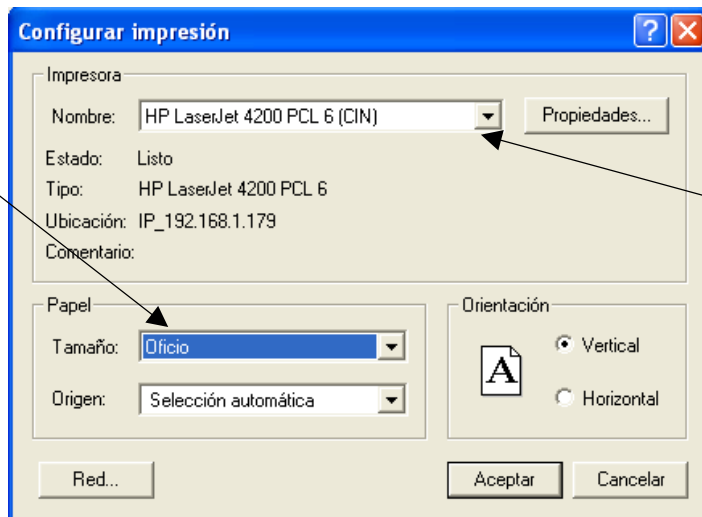 Configurar impresión
Impresora
Nombre: HP LaserJet 4200 PCL 6 (CIN) Propiedades...
Estado: Listo
Tipo: HP LaserJet 4200 PCL 6
Ubicación: IP_192.168.1.179
Comentario:
Papel
Tamaño: Oficio
Origen: Selección automática
Orientación
A
Vertical
Horizontal
Red... Aceptar Cancelar